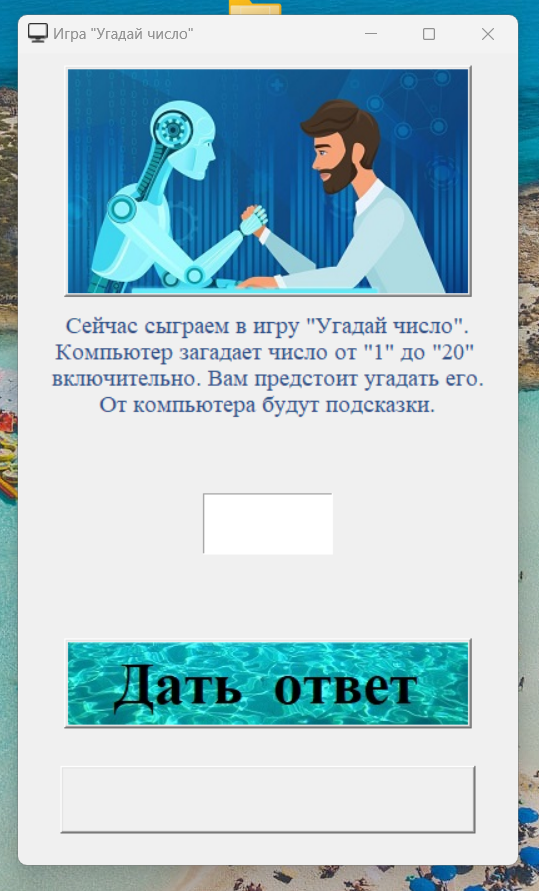 Игра "Угадай число"
Сейчас сыграем в игру "Угадай число".
Компьютер загадает число от "1" до "20"
включительно. Вам предстоит угадать его.
От компьютера будут подсказки.
Дать ответ